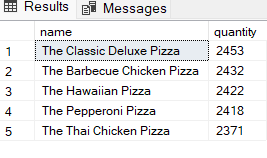 Results Messages
name quantity
1 The Classic Deluxe Pizza 2453
2 The Barbecue Chicken Pizza 2432
3 The Hawaiian Pizza 2422
4 The Pepperoni Pizza 2418
5 The Thai Chicken Pizza 2371